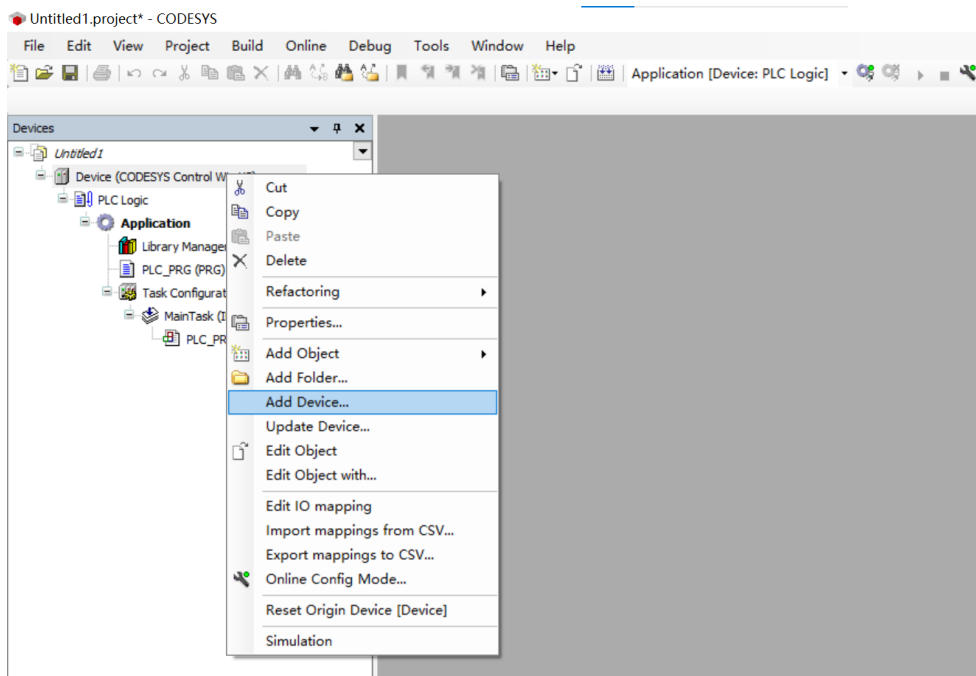 Untitled1.project* - CODESYS
File Edit View Project Build Online Debug Tools Window Help
Application [Device: PLC Logic]
Devices
Untitled1
Device (CODESYS Control
PLC Logic
Application
Library Manager
PLC_PRG (PRG)
Task Configurat
MainTask (I
PLC_PR
Cut
Copy
Paste
Delete
Refactoring
Properties...
Add Object
Add Folder...
Add Device...
Update Device...
Edit Object
Edit Object with...
Edit IO mapping
Import mappings from CSV...
Export mappings to CSV...
Online Config Mode...
Reset Origin Device [Device]
Simulation